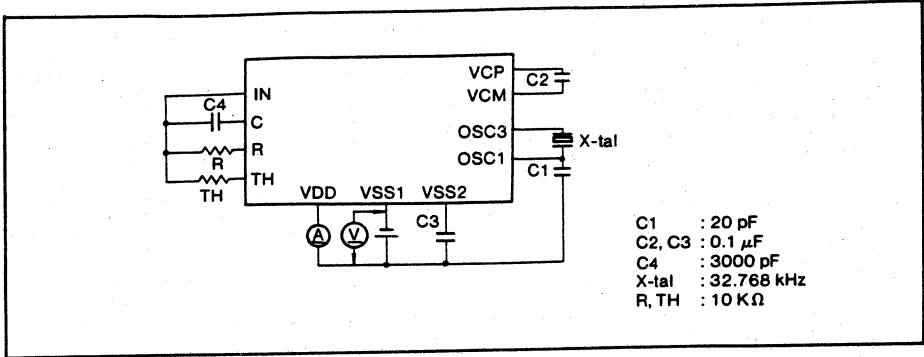 VCP
C2
VCM
IN
C4
C
OSC3
X-tal
R
OSC1
R
C1
TH
TH
VDD VSS1 VSS2
C3
A V
C1 : 20 pF
C2, C3 : 0.1 μF
C4 : 3000 pF
X-tal : 32.768 kHz
R, TH : 10 KΩ